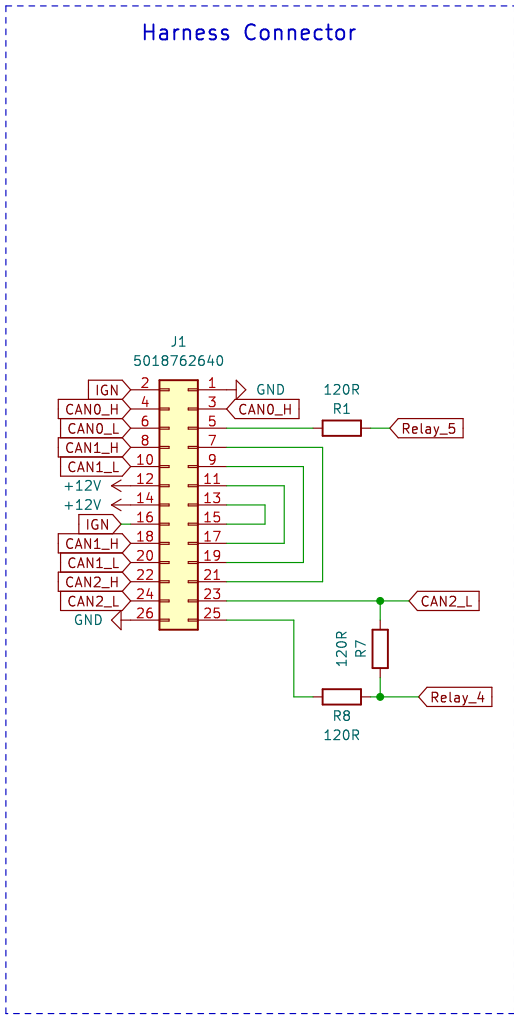 Harness Connector
J1
5018762640
IGN 2 1 GND
CAN0_H 4 3 CAN0_H
CAN0_L 6 5 120R R1 Relay_5
CAN1_H 8 7
CAN1_L 10 9
+12V 12 11
+12V 14 13
IGN 16 15
CAN1_H 18 17
CAN1_L 20 19
CAN2_H 22 21
CAN2_L 24 23 CAN2_L
GND 26 25
120R R7
Relay_4
R8
120R